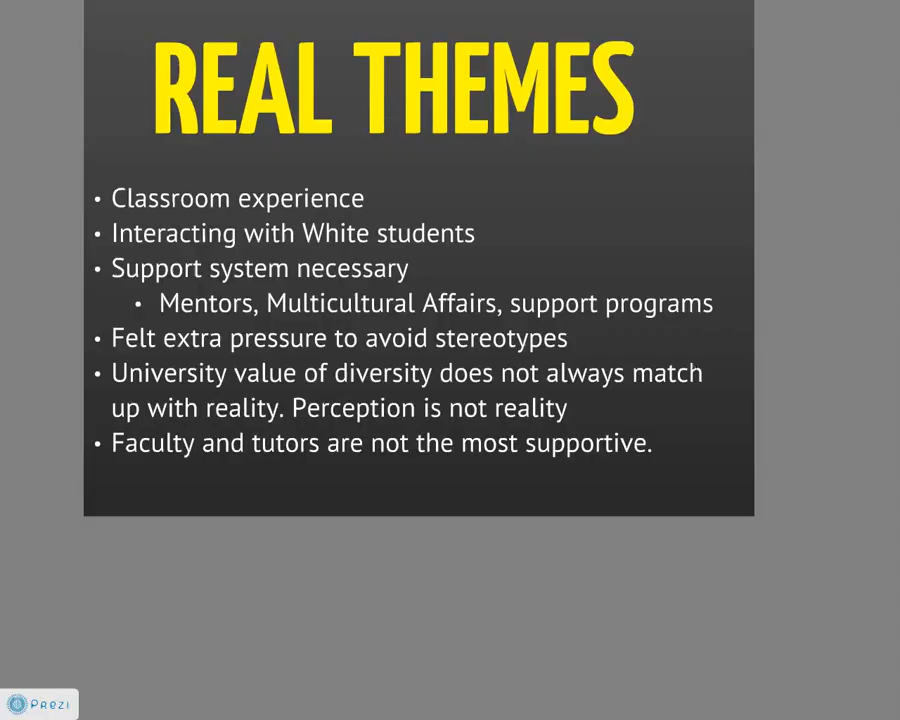 REAL THEMES
• Classroom experience
• Interacting with White students
• Support system necessary
• Mentors, Multicultural Affairs, support programs
• Felt extra pressure to avoid stereotypes
• University value of diversity does not always match
up with reality. Perception is not reality
• Faculty and tutors are not the most supportive.
Prezi